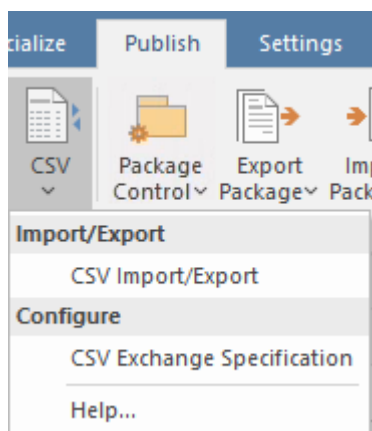 cialize Publish Settings
CSV Package Export Im
Control Package Pack
Import/Export
CSV Import/Export
Configure
CSV Exchange Specification
Help...